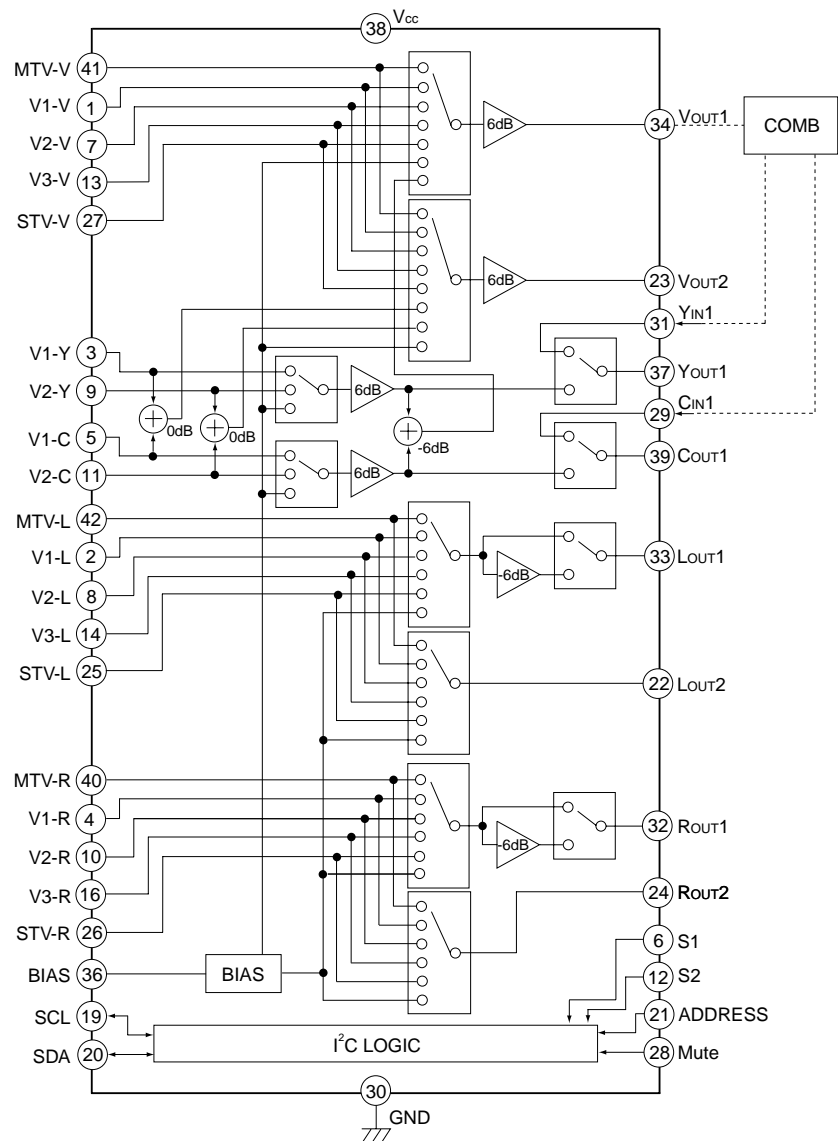 38 Vcc
MTV-V 41
V1-V 1
V2-V 7
V3-V 13
STV-V 27
6dB
34 VOUT1
COMB
6dB
23 VOUT2
31 YIN1
V1-Y 3
V2-Y 9
V1-C 5
V2-C 11
0dB
0dB
6dB
6dB
-6dB
37 YOUT1
29 CIN1
39 COUT1
MTV-L 42
V1-L 2
V2-L 8
V3-L 14
STV-L 25
-6dB
33 LOUT1
22 LOUT2
MTV-R 40
V1-R 4
V2-R 10
V3-R 16
STV-R 26
-6dB
32 ROUT1
24 ROUT2
6 S1
12 S2
BIAS 36
BIAS
SCL 19
SDA 20
I²C LOGIC
21 ADDRESS
28 Mute
30
GND